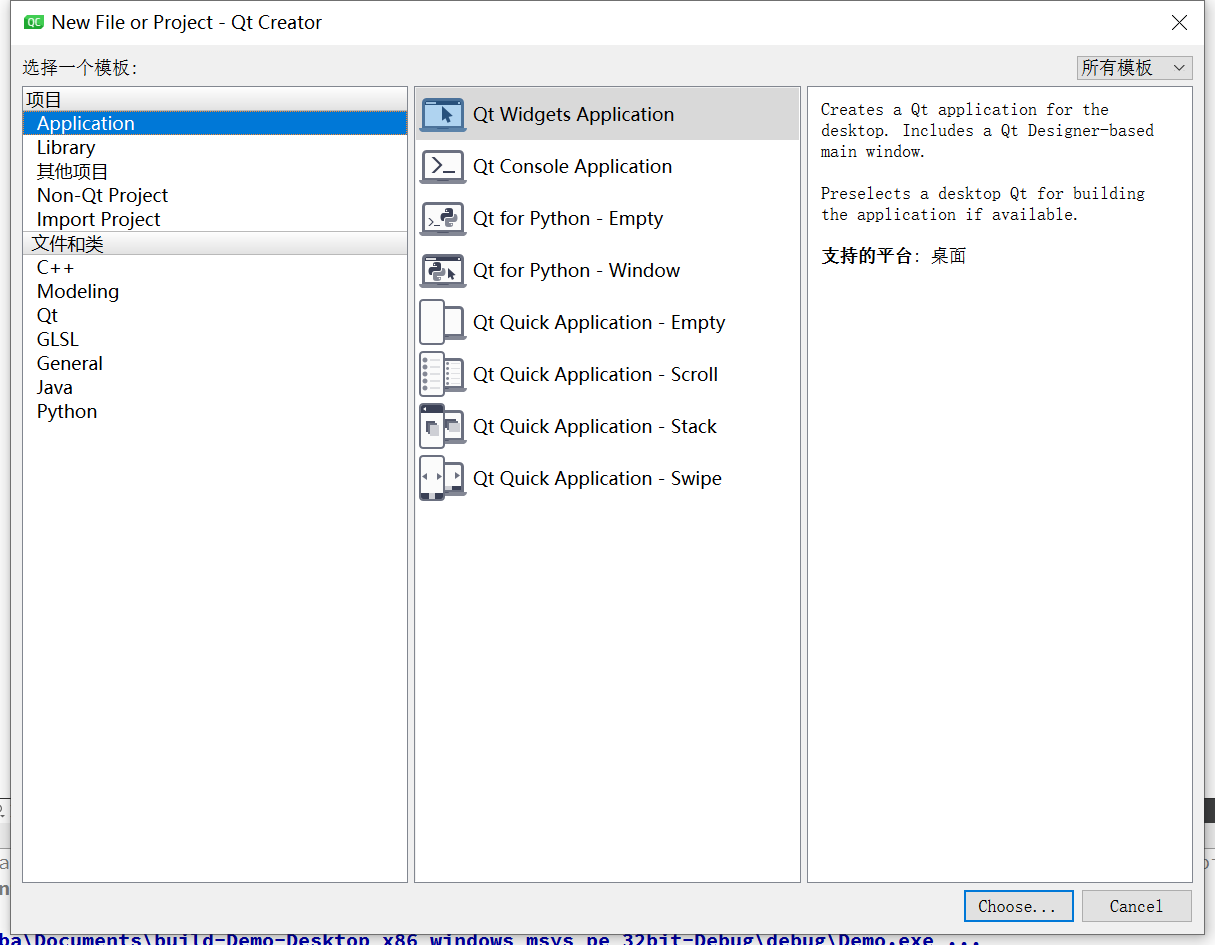 QC New File or Project - Qt Creator
选择一个模板:
所有模板
项目
Application
Library
其他项目
Non-Qt Project
Import Project
文件和类
C++
Modeling
Qt
GLSL
General
Java
Python
Qt Widgets Application
Qt Console Application
Qt for Python - Empty
Qt for Python - Window
Qt Quick Application - Empty
Qt Quick Application - Scroll
Qt Quick Application - Stack
Qt Quick Application - Swipe
Creates a Qt application for the
desktop. Includes a Qt Designer-based
main window.
Preselects a desktop Qt for building
the application if available.
支持的平台: 桌面
Choose...
Cancel
ba\Documents\build-Demo-Desktop_x86_windows_msys_pe_32bit-Debug\debug\Demo.exe ...